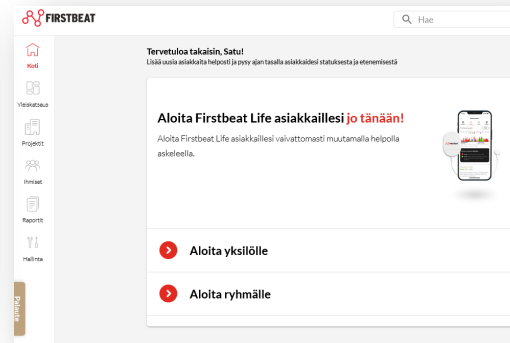 FIRSTBEAT
Hae
Koti
Yleiskatsaus
Projektit
Ihmiset
Raportit
Hallinta
Palaute
Tervetuloa takaisin, Satu!
Lisää uusia asiakkaita helposti ja pysy ajan tasalla asiakkaidesi statuksesta ja etenemisestä
Aloita Firstbeat Life asiakkaillesi jo tänään!
Aloita Firstbeat Life asiakkaillesi vaivattomasti muutamalla helpolla
askeleella.
Aloita yksilölle
Aloita ryhmälle